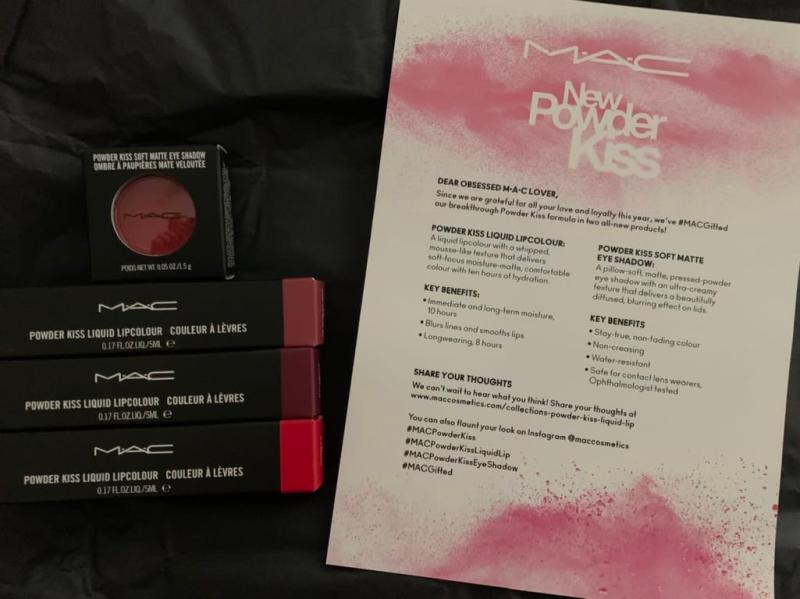 POWDER KISS SOFT MATTE EYE SHADOW
OMBRE À PAUPIÈRES MATE VELOUTÉE
M·A·C
POIDS NET WT. 0.05 OZ/1.5 g
M·A·C
POWDER KISS LIQUID LIPCOLOUR COULEUR À LÈVRES
0.17 FL.OZ.LIQ./5ML ℮
M·A·C
POWDER KISS LIQUID LIPCOLOUR COULEUR À LÈVRES
0.17 FL.OZ.LIQ./5ML ℮
M·A·C
POWDER KISS LIQUID LIPCOLOUR COULEUR À LÈVRES
0.17 FL.OZ.LIQ./5ML ℮
M·A·C
New
Powder
Kiss
DEAR OBSESSED M·A·C LOVER,
Since we are grateful for all your love and loyalty this year, we've #MACGifted
our breakthrough Powder Kiss formula in two all-new products!
POWDER KISS LIQUID LIPCOLOUR:
A liquid lipcolour with a whipped,
mousse-like texture that delivers
soft-focus moisture-matte, comfortable
colour with ten hours of hydration.
KEY BENEFITS:
• Immediate and long-term moisture,
10 hours
• Blurs lines and smooths lips
• Longwearing, 8 hours
POWDER KISS SOFT MATTE
EYE SHADOW:
A pillow-soft, matte, pressed-powder
eye shadow with an ultra-creamy
texture that delivers a beautifully
diffused, blurring effect on lids.
KEY BENEFITS
• Stay-true, non-fading colour
• Non-creasing
• Water-resistant
• Safe for contact lens wearers,
Ophthalmologist tested
SHARE YOUR THOUGHTS
We can't wait to hear what you think! Share your thoughts at
www.maccosmetics.com/collections-powder-kiss-liquid-lip
You can also flaunt your look on Instagram @maccosmetics
#MACPowderKiss
#MACPowderKissLiquidLip
#MACPowderKissEyeShadow
#MACGifted